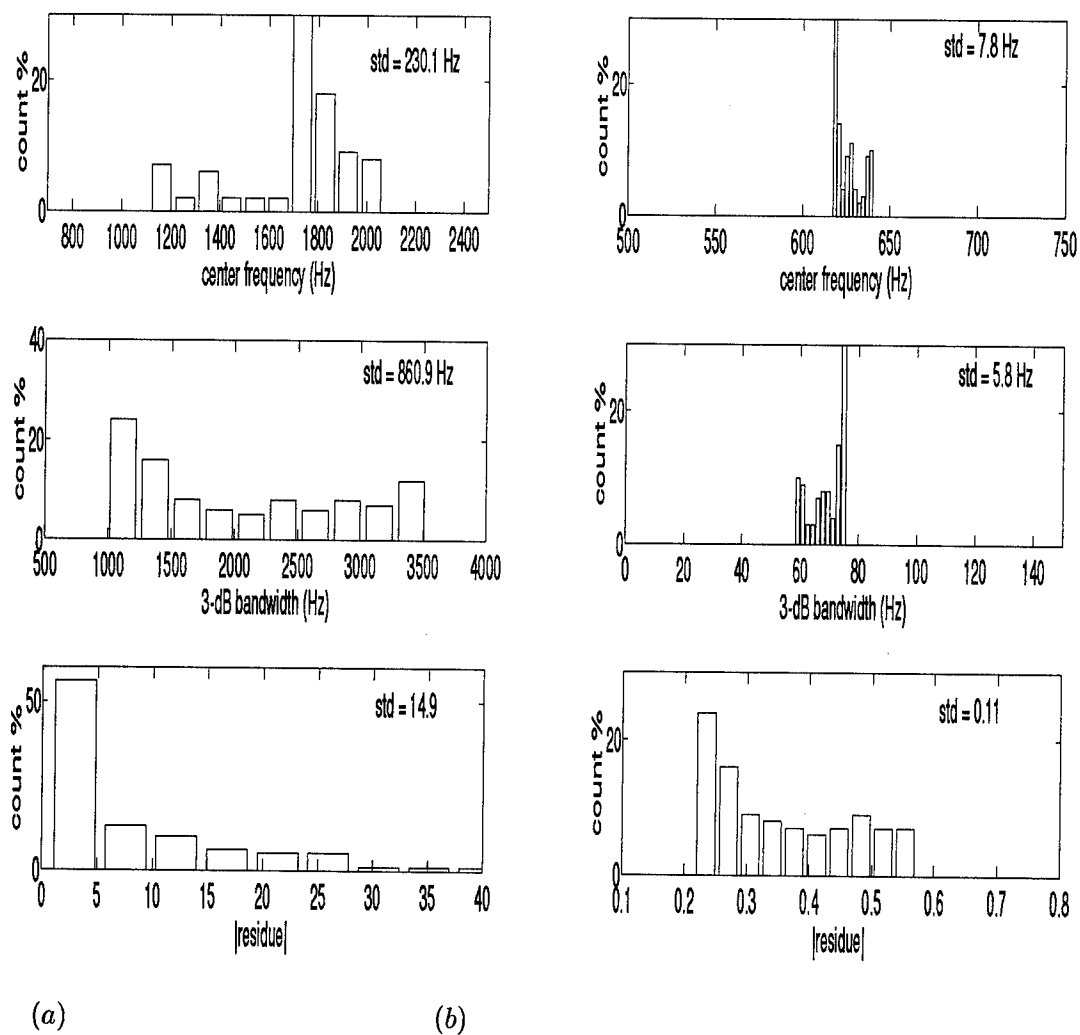 count %
20
0
std = 230.1 Hz
800 1000 1200 1400 1600 1800 2000 2200 2400
center frequency (Hz)
count %
20
0
std = 7.8 Hz
500 550 600 650 700 750
center frequency (Hz)
count %
40
20
0
std = 860.9 Hz
500 1000 1500 2000 2500 3000 3500 4000
3-dB bandwidth (Hz)
count %
20
0
std = 5.8 Hz
0 20 40 60 80 100 120 140
3-dB bandwidth (Hz)
count %
50
0
std = 14.9
0 5 10 15 20 25 30 35 40
|residue|
count %
20
0
std = 0.11
0.1 0.2 0.3 0.4 0.5 0.6 0.7 0.8
|residue|
(a)
(b)